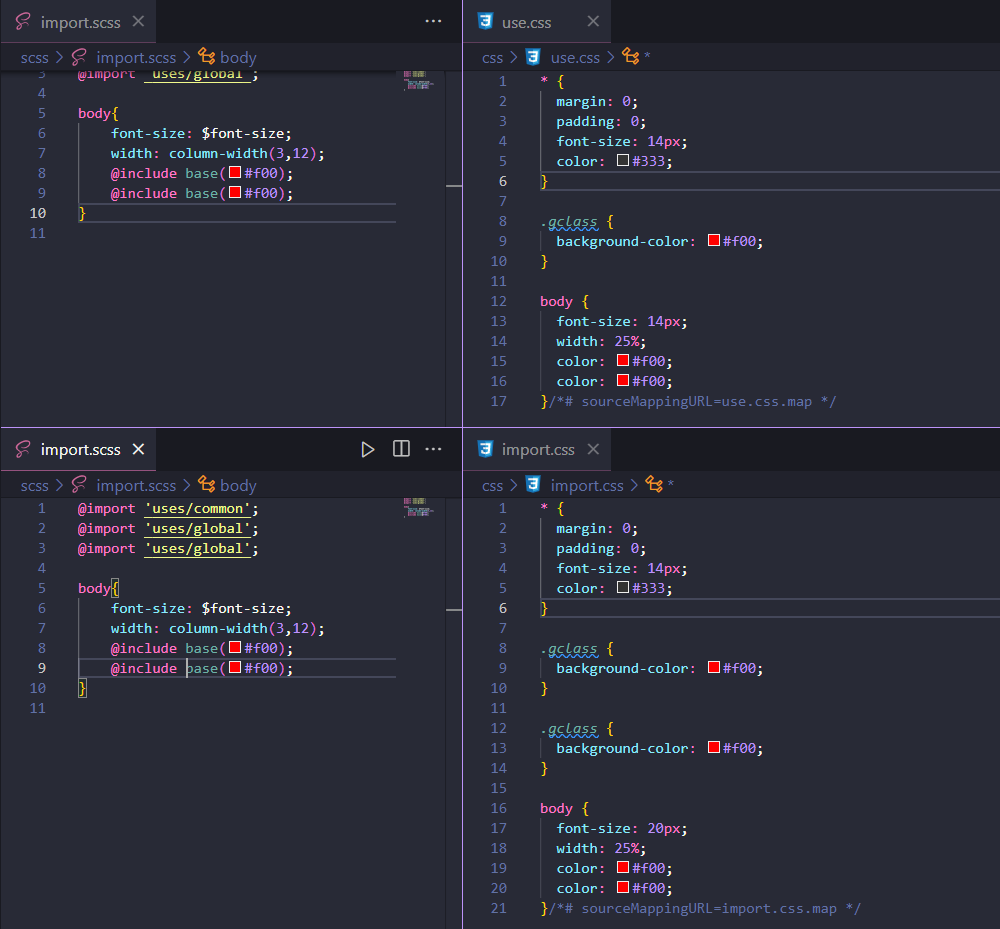 import.scss
scss > import.scss > body
3 @import 'uses/global';
4
5 body{
6 font-size: $font-size;
7 width: column-width(3,12);
8 @include base(#f00);
9 @include base(#f00);
10 }
11
use.css
css > use.css > *
1 * {
2 margin: 0;
3 padding: 0;
4 font-size: 14px;
5 color: #333;
6 }
7
8 .gclass {
9 background-color: #f00;
10 }
11
12 body {
13 font-size: 14px;
14 width: 25%;
15 color: #f00;
16 color: #f00;
17 }/*# sourceMappingURL=use.css.map */
import.scss
scss > import.scss > body
1 @import 'uses/common';
2 @import 'uses/global';
3 @import 'uses/global';
4
5 body{
6 font-size: $font-size;
7 width: column-width(3,12);
8 @include base(#f00);
9 @include base(#f00);
10 }
11
import.css
css > import.css > *
1 * {
2 margin: 0;
3 padding: 0;
4 font-size: 14px;
5 color: #333;
6 }
7
8 .gclass {
9 background-color: #f00;
10 }
11
12 .gclass {
13 background-color: #f00;
14 }
15
16 body {
17 font-size: 20px;
18 width: 25%;
19 color: #f00;
20 color: #f00;
21 }/*# sourceMappingURL=import.css.map */